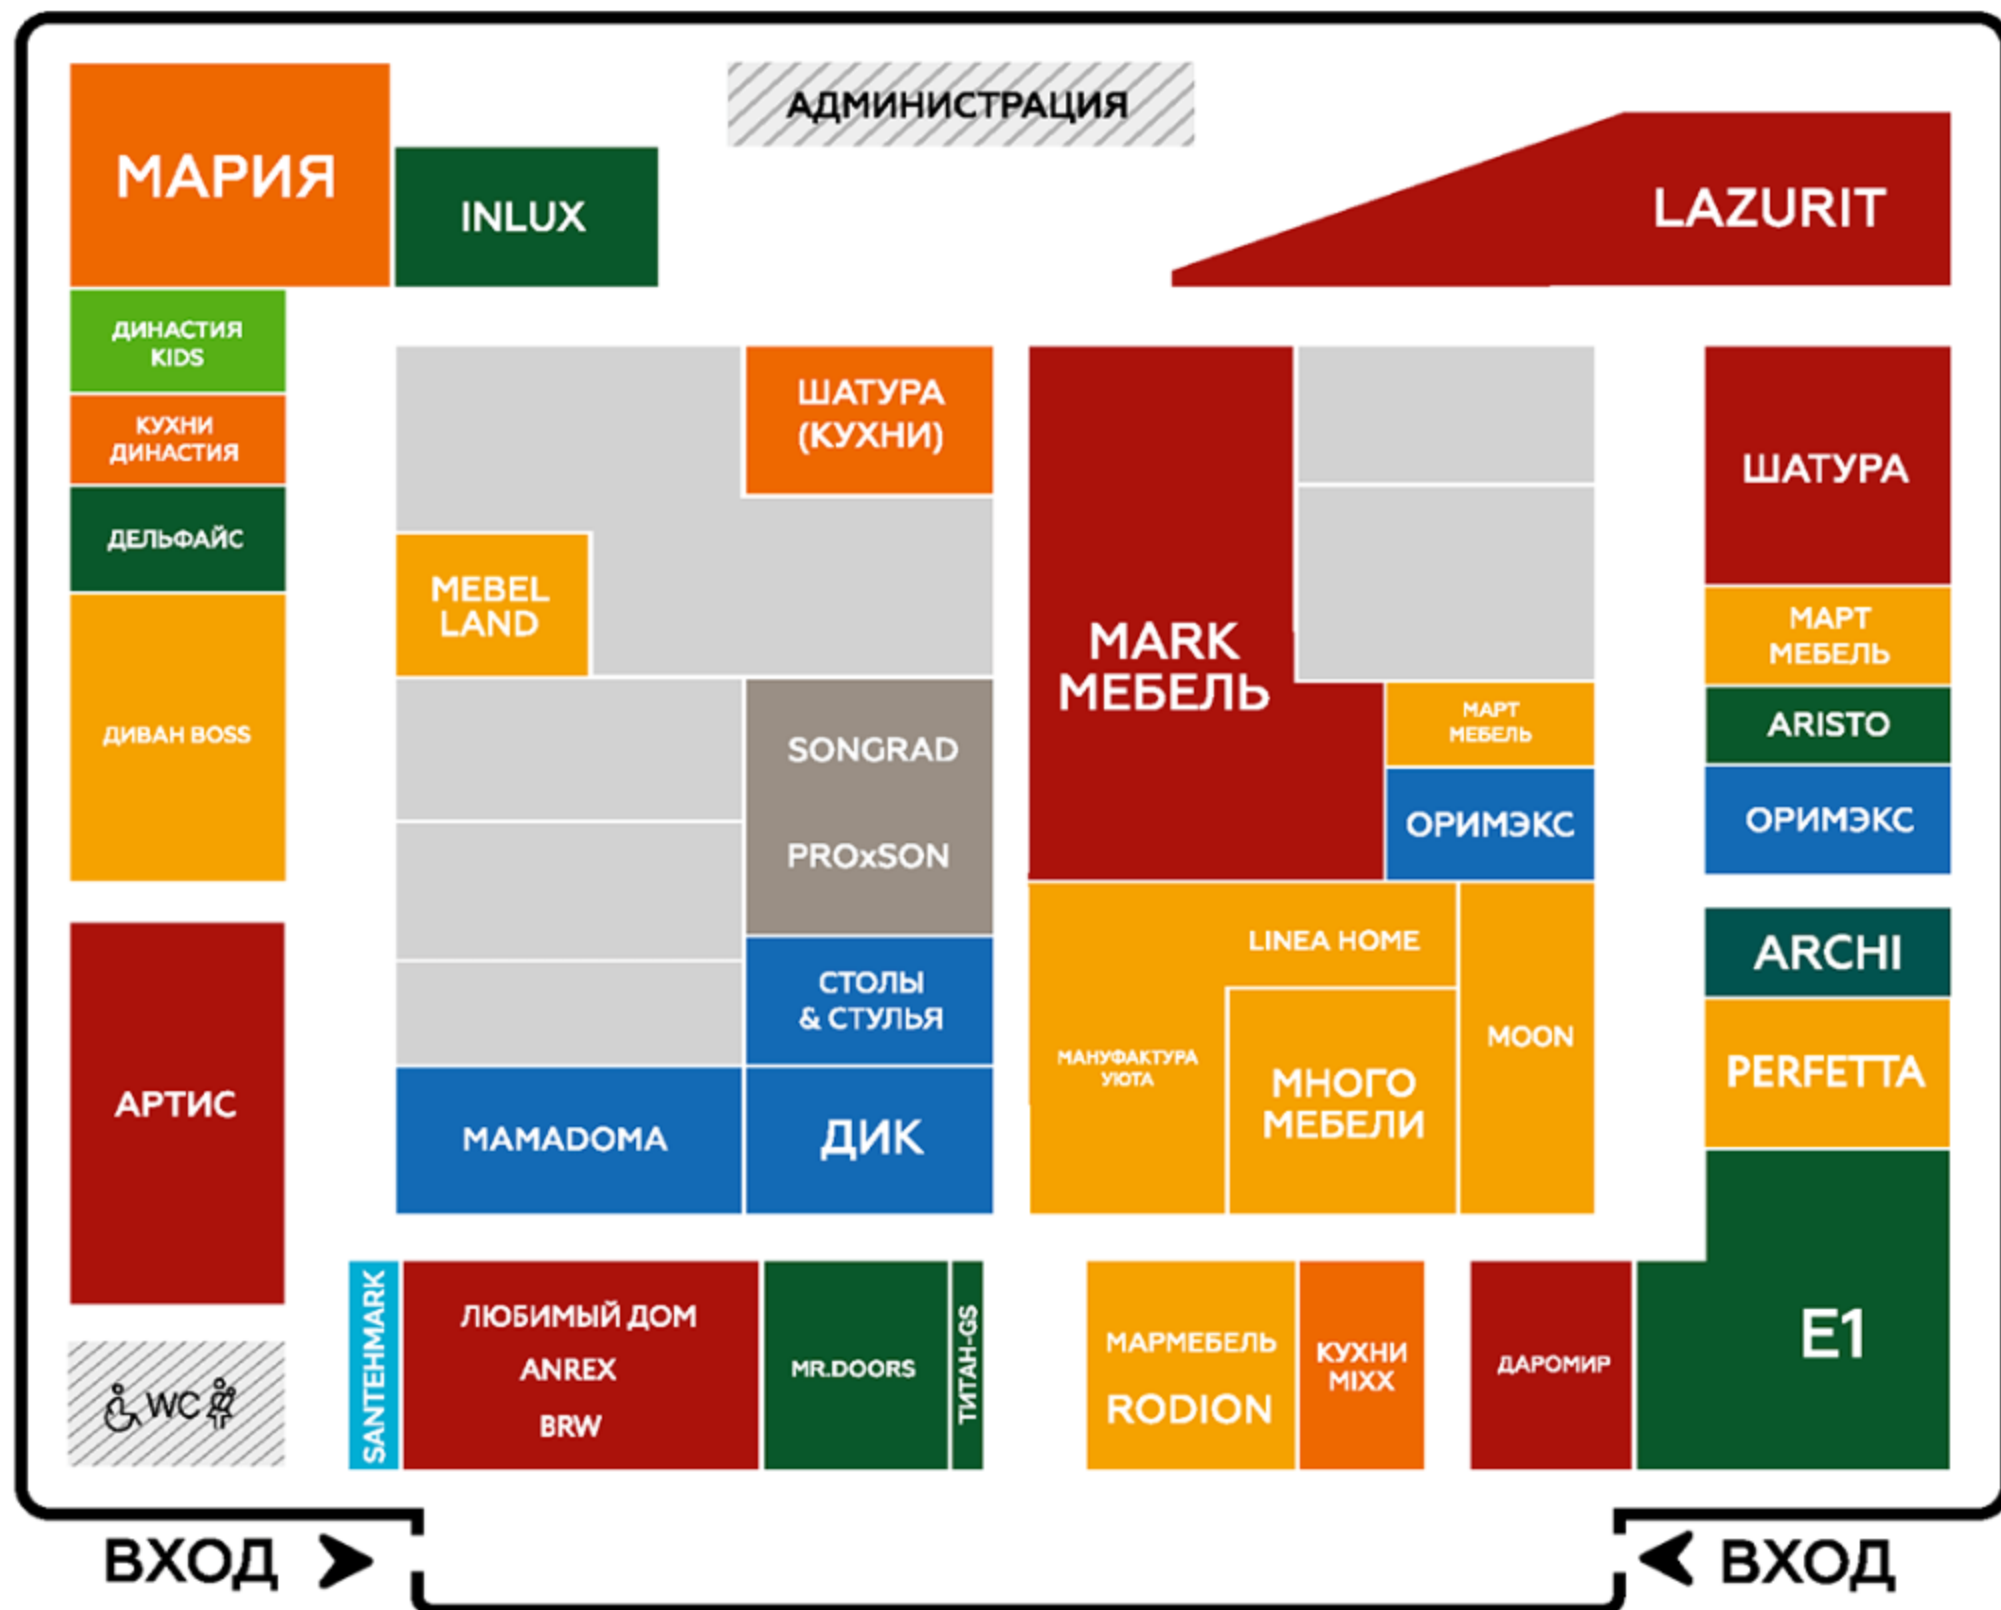 АДМИНИСТРАЦИЯ
МАРИЯ
INLUX
LAZURIT
ДИНАСТИЯ
KIDS
КУХНИ
ДИНАСТИЯ
ДЕЛЬФАЙС
ДИВАН BOSS
АРТИС
WC
ШАТУРА
(КУХНИ)
MEBEL
LAND
SONGRAD
PROxSON
СТОЛЫ
& СТУЛЬЯ
MAMADOMA
ДИК
MARK
МЕБЕЛЬ
МАРТ
МЕБЕЛЬ
ОРИМЭКС
LINEA HOME
МАНУФАКТУРА
УЮТА
МНОГО
МЕБЕЛИ
MOON
ШАТУРА
МАРТ
МЕБЕЛЬ
ARISTO
ОРИМЭКС
ARCHI
PERFETTA
E1
SANTEHMARK
ЛЮБИМЫЙ ДОМ
ANREX
BRW
MR.DOORS
ТИТАН-GS
МАРМЕБЕЛЬ
RODION
КУХНИ
MIXX
ДАРОМИР
ВХОД
ВХОД